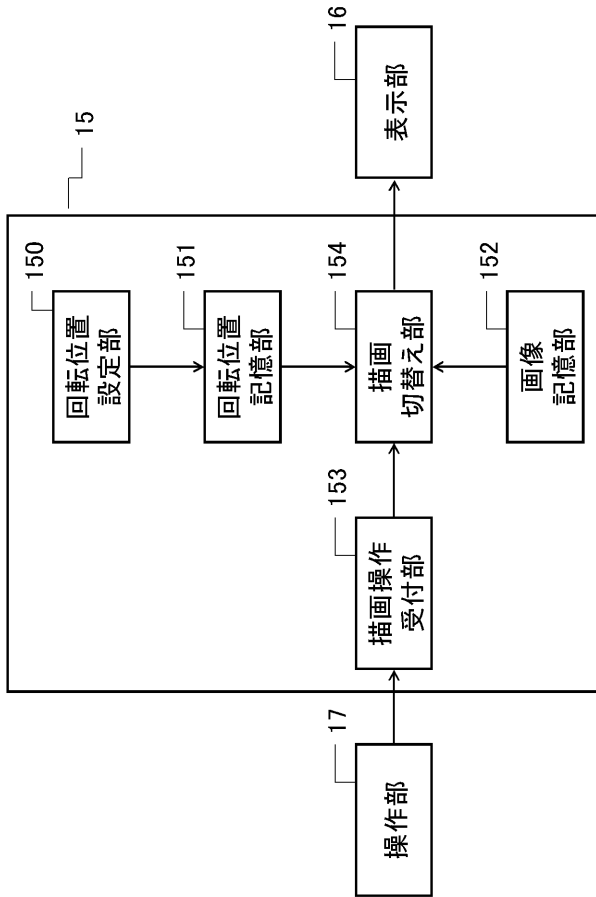 150
回転位置
設定部
15
151
回転位置
記憶部
17
操作部
153
描画操作
受付部
154
描画
切替え部
16
表示部
152
画像
記憶部